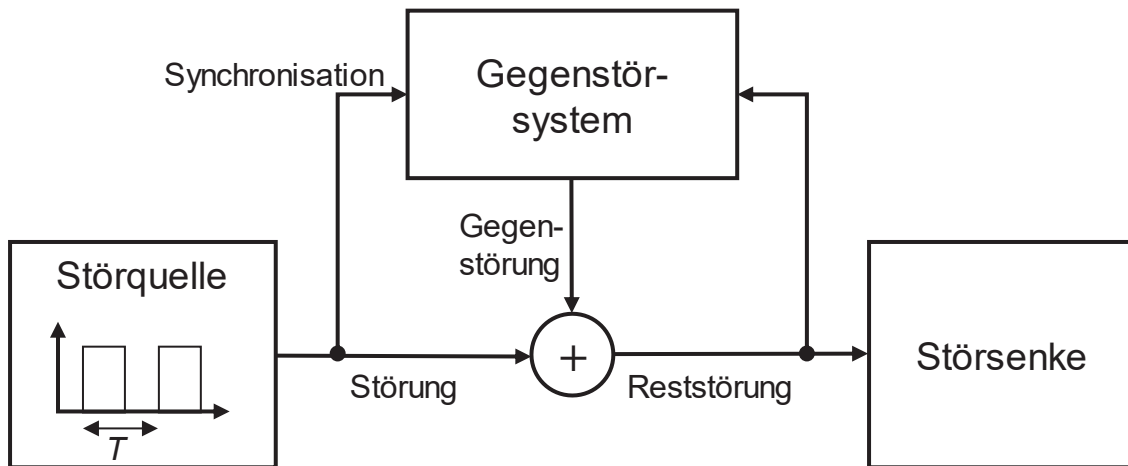 Synchronisation
Gegenstör-
system
Gegen-
störung
Störquelle
T
Störung
+
Reststörung
Störsenke